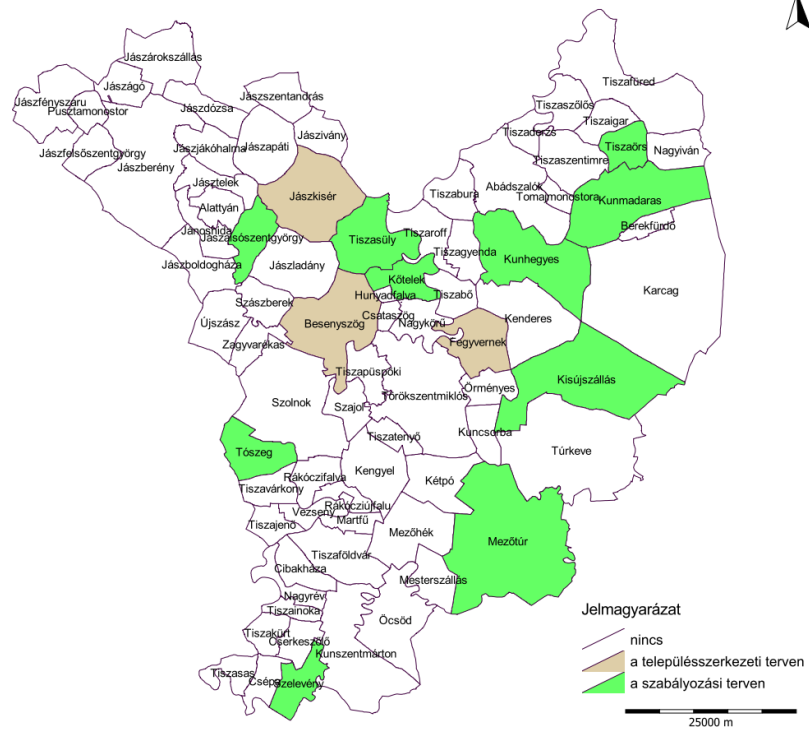 Jászárokszállás
Tiszafüred
Jászágó
Jászszentandrás
Jászfényszaru
Pusztamonostor
Jászdózsa
Tiszaszőlős
Tiszaigar
Jászivány
Tiszaderzs
Jászjákóhalma
Jászapáti
Tiszaörs
Nagyiván
Jászfelsőszentgyörgy
Tiszaszentimre
Jászberény
Jásztelek
Jászkisér
Tiszabura
Abádszalók
Tomajmonostora
Kunmadaras
Alattyán
Jánoshida
Berekfürdő
Jászalsószentgyörgy
Tiszasüly
Tiszaroff
Tiszagyenda
Kunhegyes
Jászboldogháza
Jászladány
Kőtelek
Karcag
Hunyadfalva
Tiszabő
Szászberek
Csataszög
Kenderes
Újszász
Besenyszög
Nagykörű
Zagyvarékas
Fegyvernek
Tiszapüspöki
Kisújszállás
Örményes
Törökszentmiklós
Szolnok
Szajol
Tiszatenyő
Kuncsorba
Túrkeve
Tószeg
Kengyel
Kétpó
Rákóczifalva
Tiszavárkony
Rákócziújfalu
Vezseny
Martfű
Tiszajenő
Mezőhék
Mezőtúr
Tiszaföldvár
Cibakháza
Mesterszállás
Nagyrév
Tiszainoka
Öcsöd
Tiszakürt
Cserkeszőlő
Kunszentmárton
Tiszasas
Csépa
Szelevény
Jelmagyarázat
nincs
a településszerkezeti terven
a szabályozási terven
25000 m